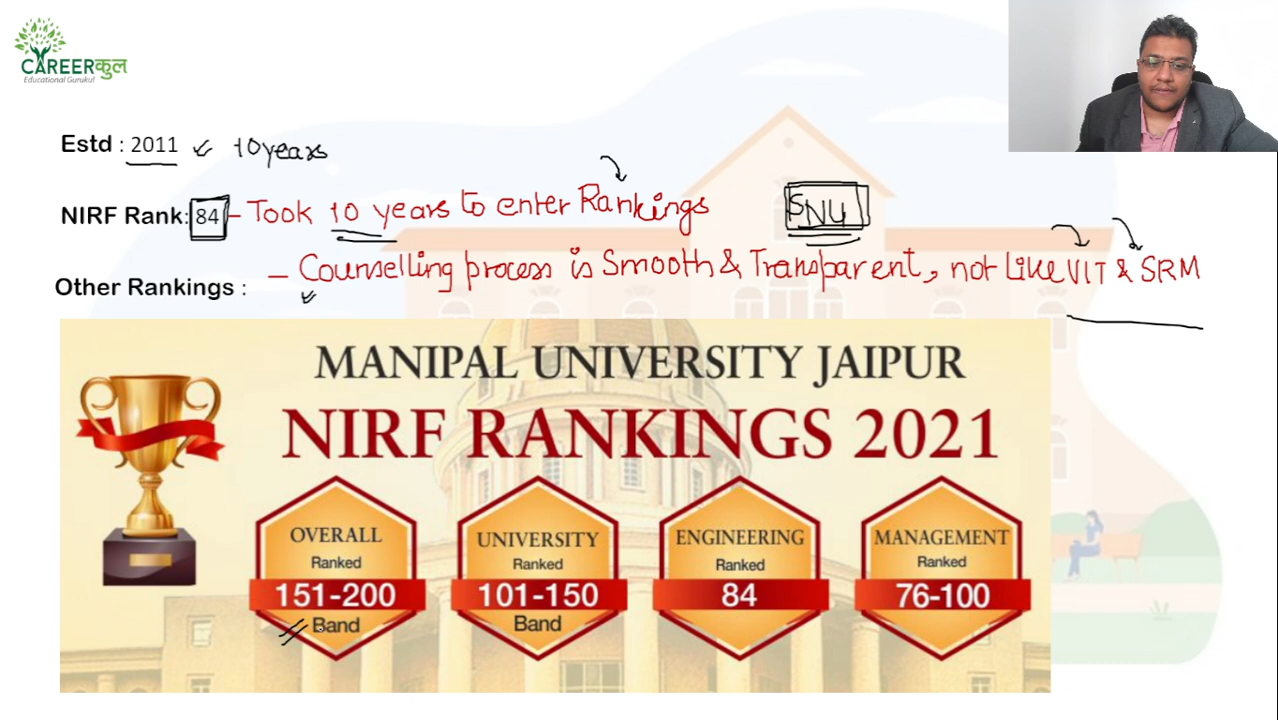 CAREERकुल
Educational Gurukul
Estd : 2011 10 years
NIRF Rank: 84 - Took 10 years to enter Rankings SNU
- Counselling process is Smooth & Transparent, not Like VIT & SRM
Other Rankings :
MANIPAL UNIVERSITY JAIPUR
NIRF RANKINGS 2021
OVERALL UNIVERSITY ENGINEERING MANAGEMENT
Ranked Ranked Ranked Ranked
151-200 101-150 84 76-100
Band Band